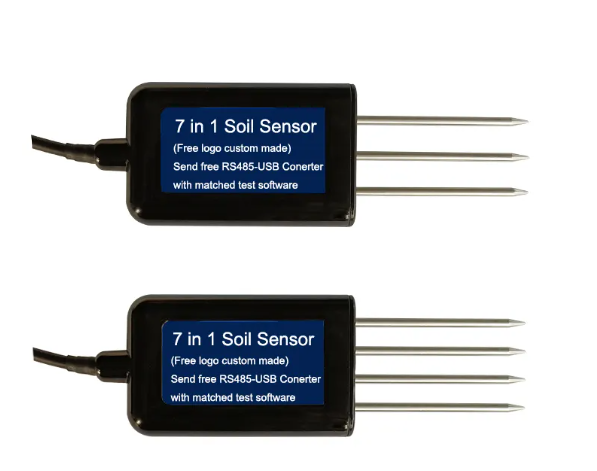 7 in 1 Soil Sensor
(Free logo custom made)
Send free RS485-USB Conerter
with matched test software
7 in 1 Soil Sensor
(Free logo custom made)
Send free RS485-USB Conerter
with matched test software